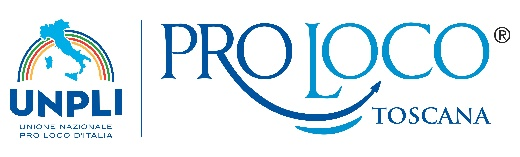 UNPLI
UNIONE NAZIONALE
PRO LOCO D'ITALIA
PRO LOCO®
TOSCANA